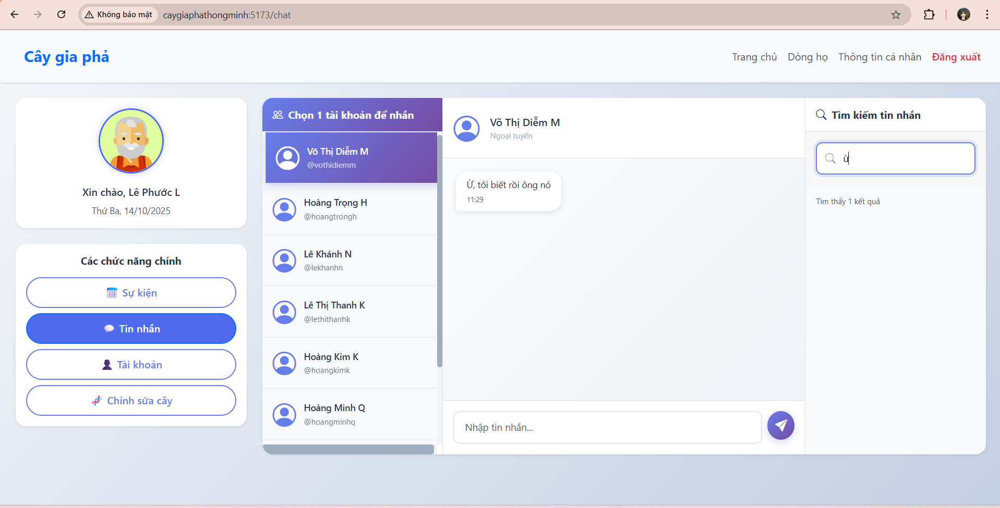 Không bảo mật
caygiaphathongminh:5173/chat
Cây gia phả
Trang chủ
Dòng họ
Thông tin cá nhân
Đăng xuất
Xin chào, Lê Phước L
Thứ Ba, 14/10/2025
Các chức năng chính
Sự kiện
Tin nhắn
Tài khoản
Chỉnh sửa cây
Chọn 1 tài khoản để nhắn
Võ Thị Diễm M
@vothidiemm
Hoàng Trọng H
@hoangtrongh
Lê Khánh N
@lekhanhn
Lê Thị Thanh K
@lethithanhk
Hoàng Kim K
@hoangkimk
Hoàng Minh Q
@hoangminhq
Võ Thị Diễm M
Ngoại tuyến
Ừ, tôi biết rồi ông nó
11:29
Nhập tin nhắn...
Tìm kiếm tin nhắn
ừ
Tìm thấy 1 kết quả